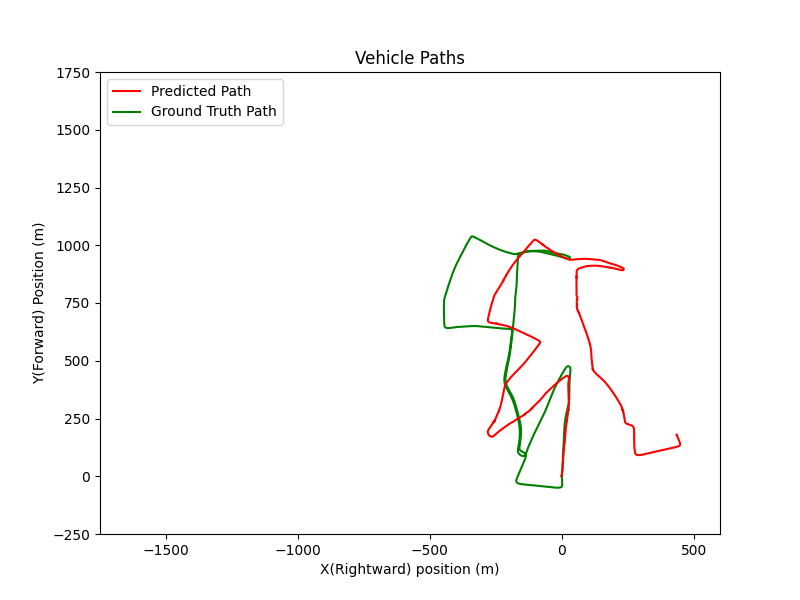 Vehicle Paths
Predicted Path
Ground Truth Path
1750
1500
1250
1000
750
500
250
0
−250
−1500
−1000
−500
0
500
Y(Forward) Position (m)
X(Rightward) position (m)